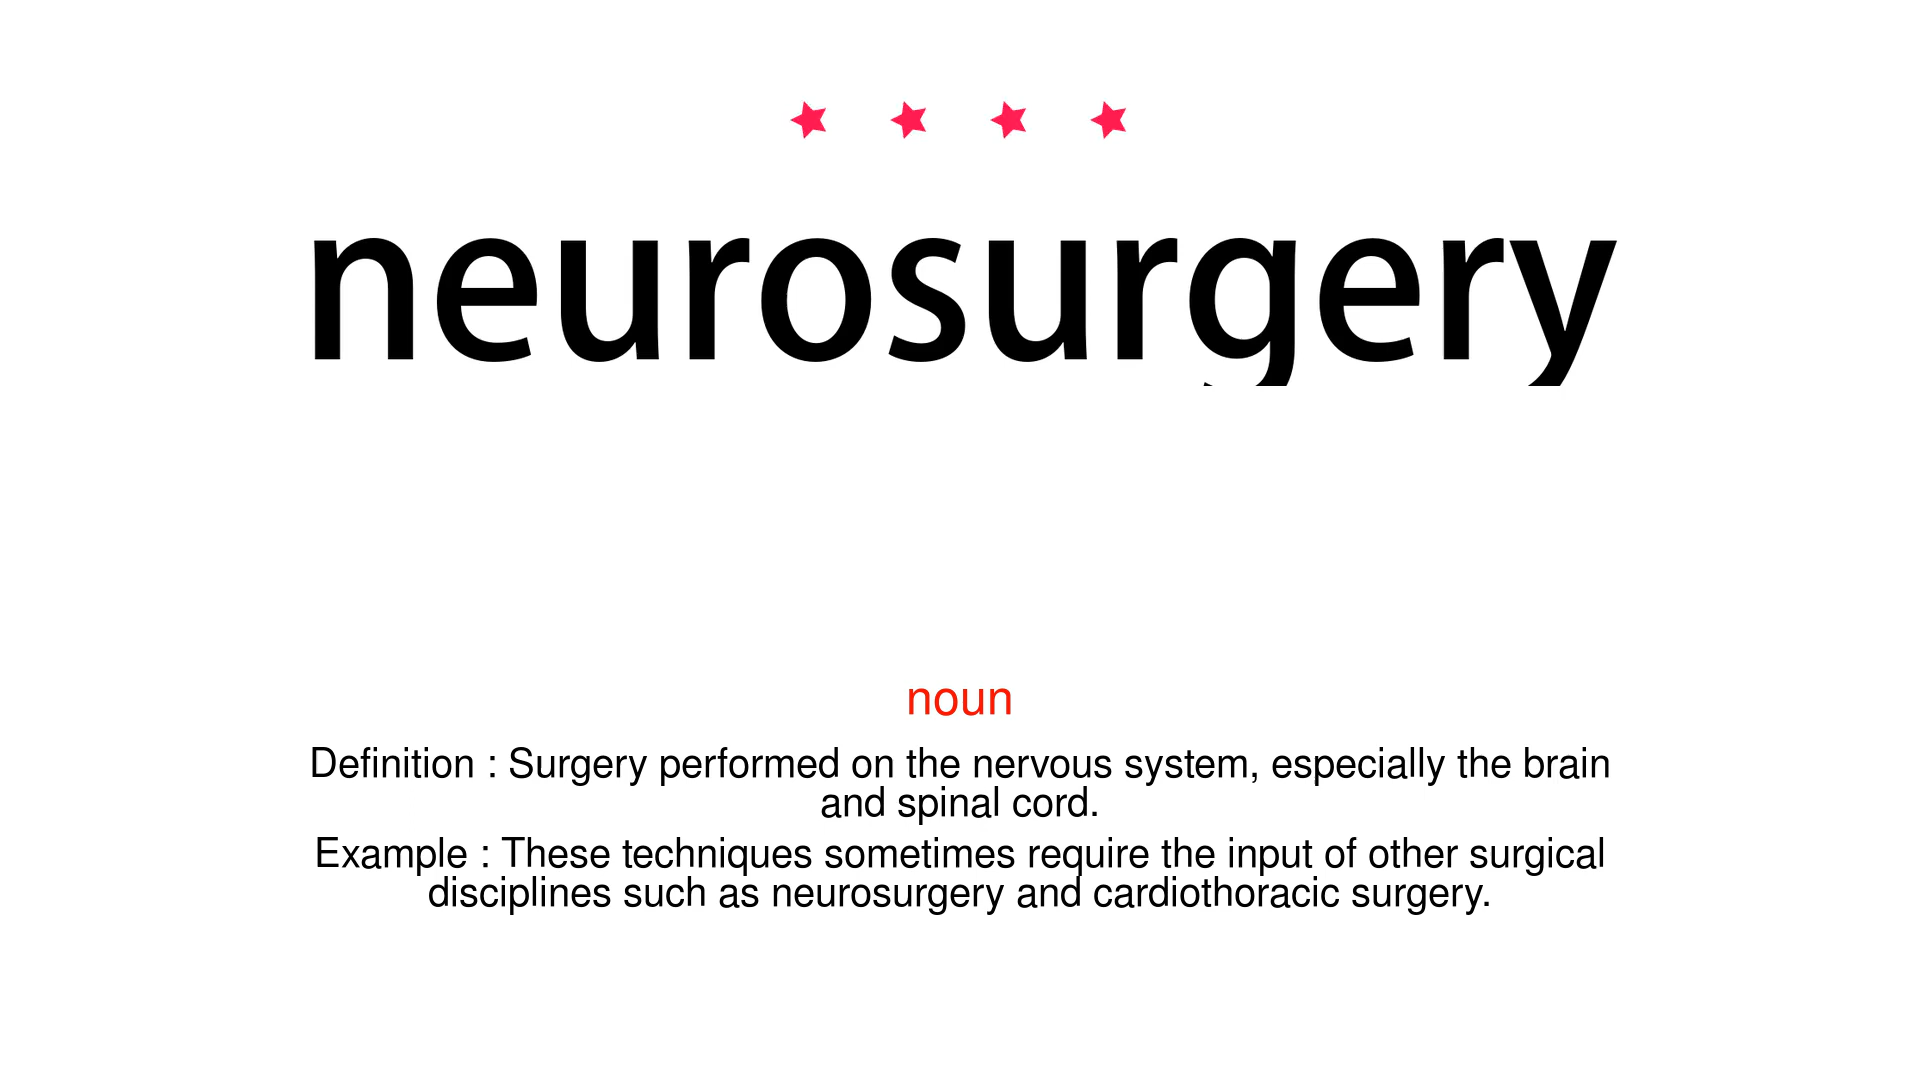 neurosurgery
noun
Definition : Surgery performed on the nervous system, especially the brain
and spinal cord.
Example : These techniques sometimes require the input of other surgical
disciplines such as neurosurgery and cardiothoracic surgery.